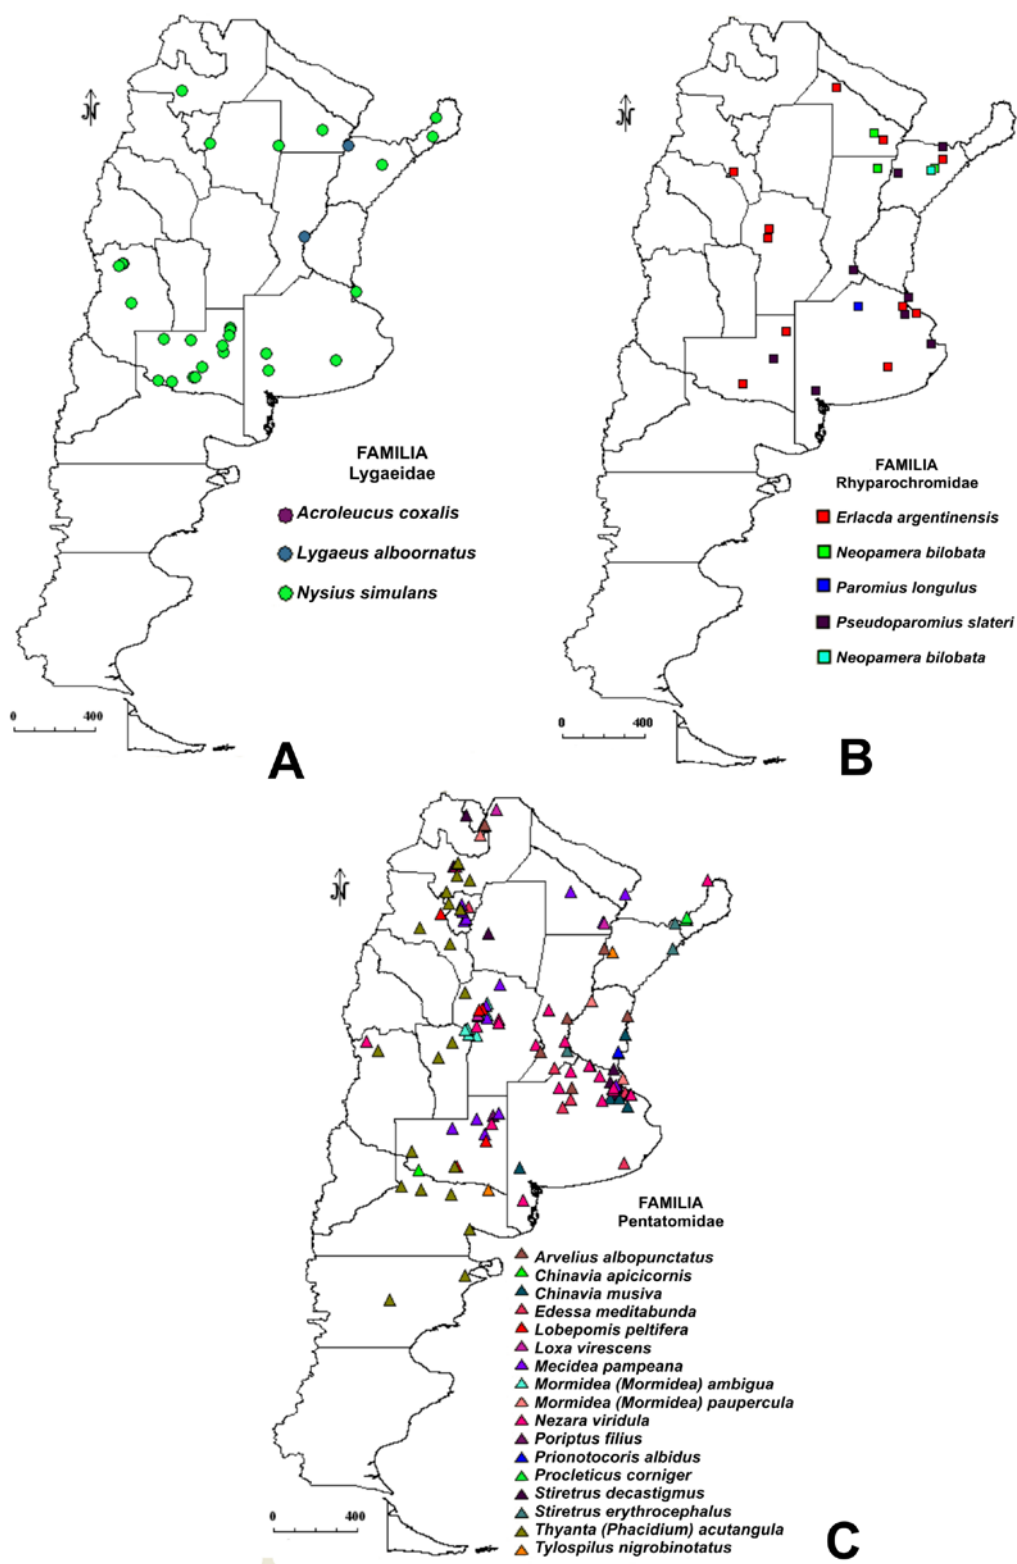 N
FAMILIA
Lygaeidae
Acroleucus coxalis
Lygaeus alboornatus
Nysius simulans
0 400
A
N
FAMILIA
Rhyparochromidae
Erlacda argentinensis
Neopamera bilobata
Paromius longulus
Pseudoparomius slateri
Neopamera bilobata
0 400
B
N
FAMILIA
Pentatomidae
Arvelius albopunctatus
Chinavia apicicornis
Chinavia musiva
Edessa meditabunda
Lobepomis peltifera
Loxa virescens
Mecidea pampeana
Mormidea (Mormidea) ambigua
Mormidea (Mormidea) paupercula
Nezara viridula
Poriptus filius
Prionotocoris albidus
Procleticus corniger
Stiretrus decastigmus
Stiretrus erythrocephalus
Thyanta (Phacidium) acutangula
Tylospilus nigrobinotatus
0 400
C